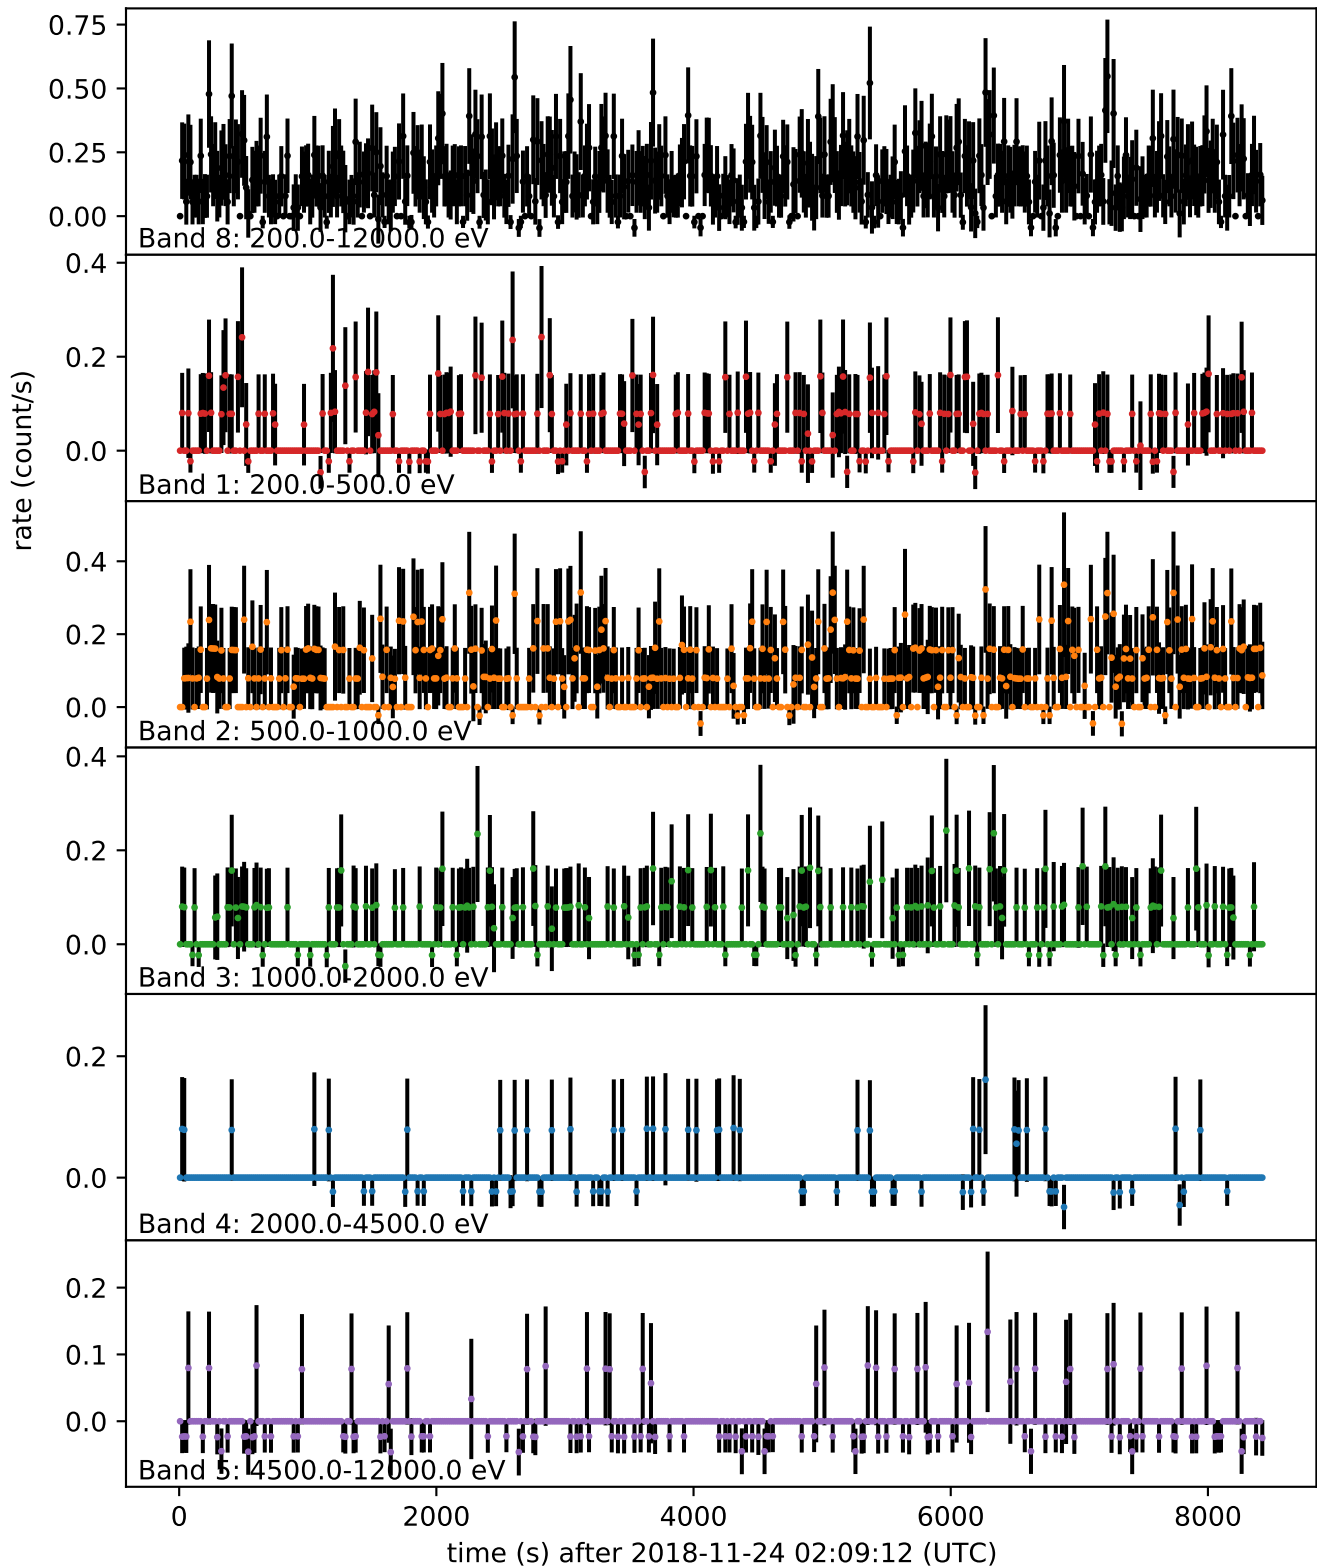 0.75
0.50
0.25
0.00
Band 8: 200.0-12000.0 eV
0.4
0.2
0.0
Band 1: 200.0-500.0 eV
rate (count/s)
0.4
0.2
0.0
Band 2: 500.0-1000.0 eV
0.4
0.2
0.0
Band 3: 1000.0-2000.0 eV
0.2
0.0
Band 4: 2000.0-4500.0 eV
0.2
0.1
0.0
Band 5: 4500.0-12000.0 eV
0 2000 4000 6000 8000
time (s) after 2018-11-24 02:09:12 (UTC)